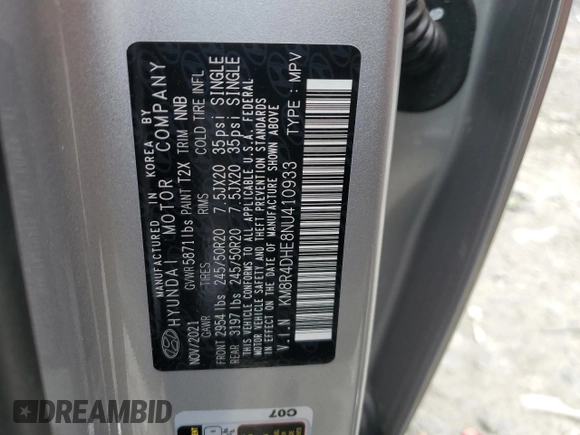 MANUFACTURED IN KOREA BY
HYUNDAI MOTOR COMPANY
NOV/2021 GVWR 5871 lbs PAINT T2X TRIM NNB
GAWR TIRES RIMS COLD TIRE INFL
FRONT 2954 lbs 245/50R20 7.5JX20 35psi SINGLE
REAR 3197 lbs 245/50R20 7.5JX20 35psi SINGLE
THIS VEHICLE CONFORMS TO ALL APPLICABLE U.S.A. FEDERAL
MOTOR VEHICLE SAFETY AND THEFT PREVENTION STANDARDS
IN EFFECT ON THE DATE OF MANUFACTURE SHOWN ABOVE
V.I.N : KM8R4DHE8NU410933 TYPE : MPV
C07
DREAMBID